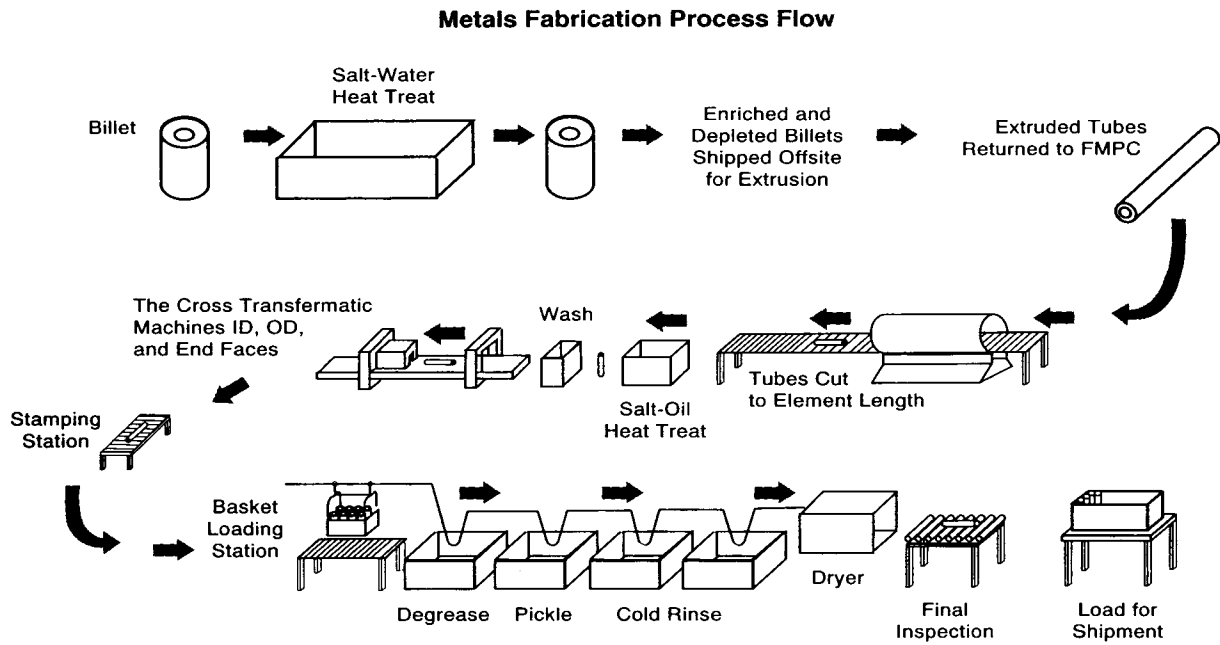 Metals Fabrication Process Flow
Billet
Salt-Water
Heat Treat
Enriched and
Depleted Billets
Shipped Offsite
for Extrusion
Extruded Tubes
Returned to FMPC
Tubes Cut
to Element Length
Salt-Oil
Heat Treat
Wash
The Cross Transfermatic
Machines ID, OD,
and End Faces
Stamping
Station
Basket
Loading
Station
Degrease
Pickle
Cold Rinse
Dryer
Final
Inspection
Load for
Shipment